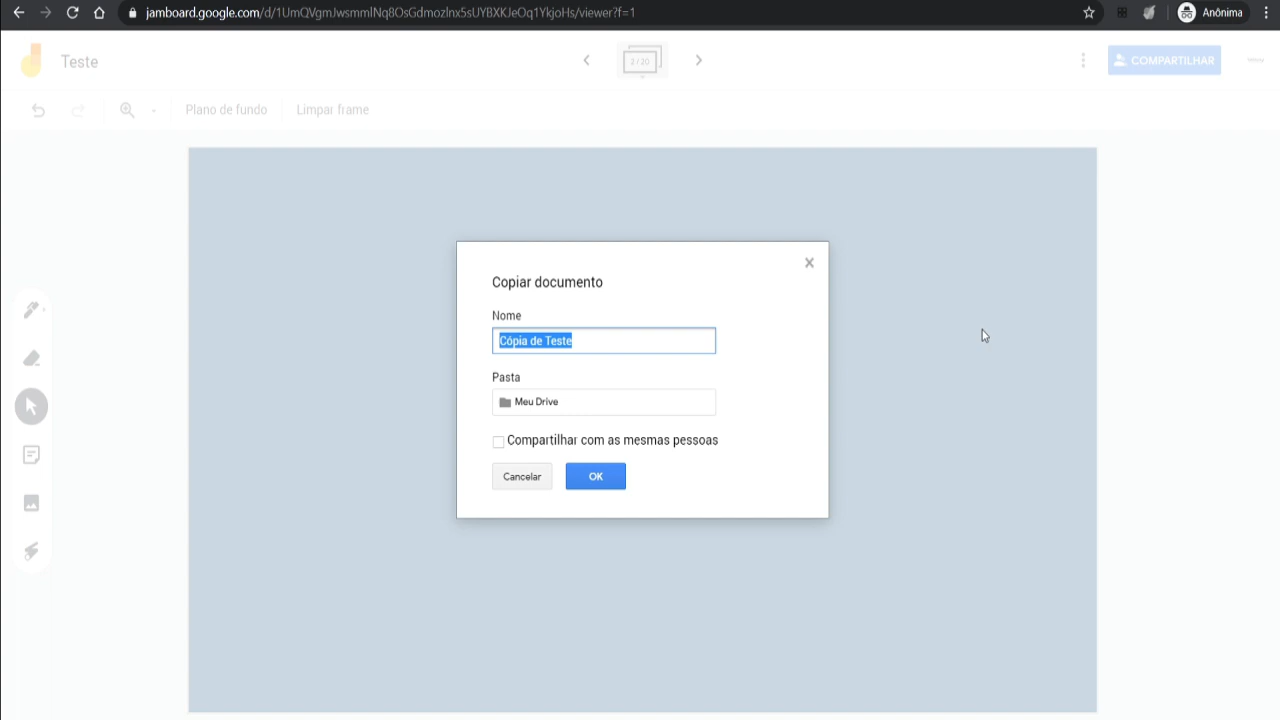 jamboard.google.com/d/1UmQVgmJwsmmlNq8OsGdmozlnx5sUYBXKJeOq1YkjoHs/viewer?f=1
Anônima
Teste
2 / 20
COMPARTILHAR
Plano de fundo
Limpar frame
Copiar documento
Nome
Cópia de Teste
Pasta
Meu Drive
Compartilhar com as mesmas pessoas
Cancelar
OK